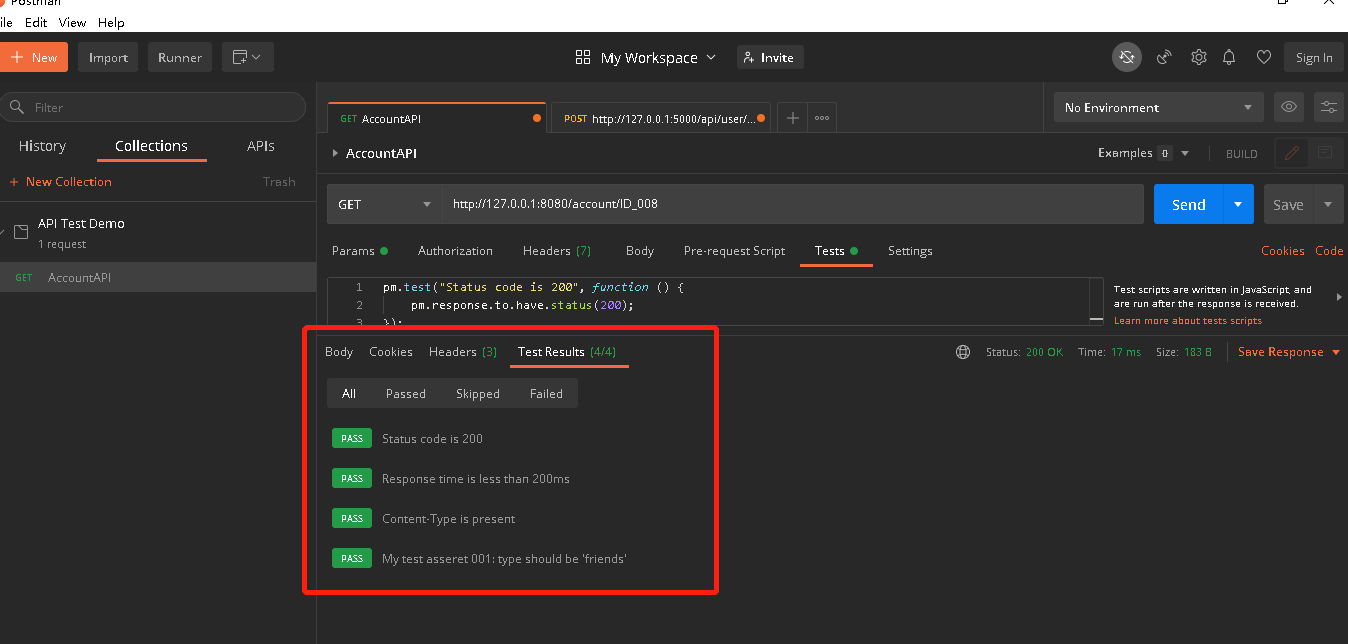 Postman
ile Edit View Help
+ New Import Runner
My Workspace
Invite
Sign In
Filter
History Collections APIs
+ New Collection Trash
API Test Demo
1 request
GET AccountAPI
GET AccountAPI
POST http://127.0.0.1:5000/api/user/...
+ ooo
No Environment
AccountAPI
Examples 0 BUILD
GET http://127.0.0.1:8080/account/ID_008
Send Save
Params Authorization Headers (7) Body Pre-request Script Tests Settings
Cookies Code
1 pm.test("Status code is 200", function () {
2 pm.response.to.have.status(200);
3 });
Test scripts are written in JavaScript, and
are run after the response is received.
Learn more about tests scripts
Body Cookies Headers (3) Test Results (4/4)
Status: 200 OK Time: 17 ms Size: 183 B Save Response
All Passed Skipped Failed
PASS Status code is 200
PASS Response time is less than 200ms
PASS Content-Type is present
PASS My test asseret 001: type should be 'friends'